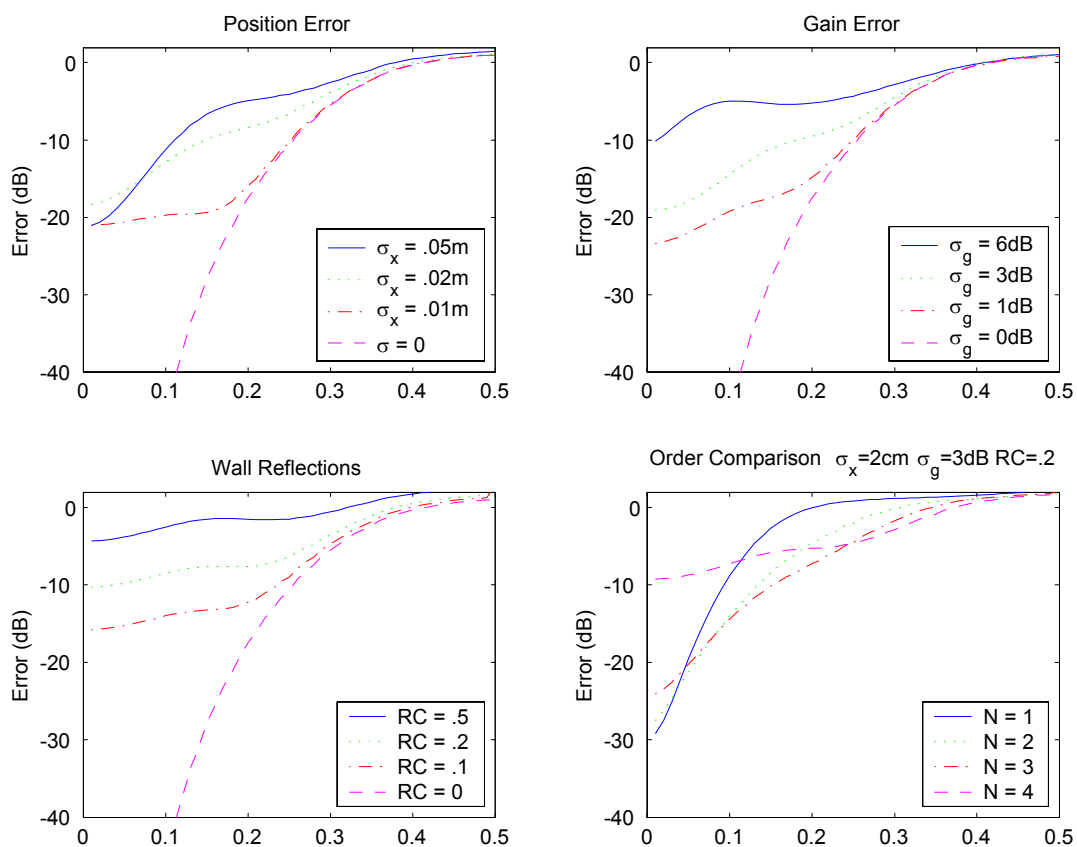 Position Error
0
-10
-20
-30
-40
Error (dB)
σx = .05m
σx = .02m
σx = .01m
σ = 0
0 0.1 0.2 0.3 0.4 0.5
Gain Error
0
-10
-20
-30
-40
Error (dB)
σg = 6dB
σg = 3dB
σg = 1dB
σg = 0dB
0 0.1 0.2 0.3 0.4 0.5
Wall Reflections
0
-10
-20
-30
-40
Error (dB)
RC = .5
RC = .2
RC = .1
RC = 0
0 0.1 0.2 0.3 0.4 0.5
Order Comparison σx=2cm σg=3dB RC=.2
0
-10
-20
-30
-40
Error (dB)
N = 1
N = 2
N = 3
N = 4
0 0.1 0.2 0.3 0.4 0.5